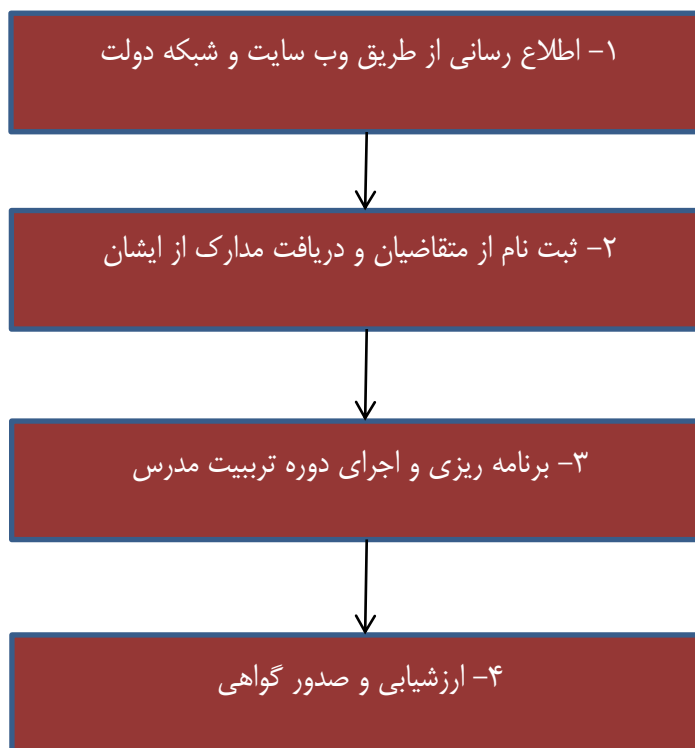 ۱- اطلاع رسانی از طریق وب سایت و شبکه دولت
۲- ثبت نام از متقاضیان و دریافت مدارک از ایشان
۳- برنامه ریزی و اجرای دوره تربییت مدرس
۴- ارزشیابی و صدور گواهی